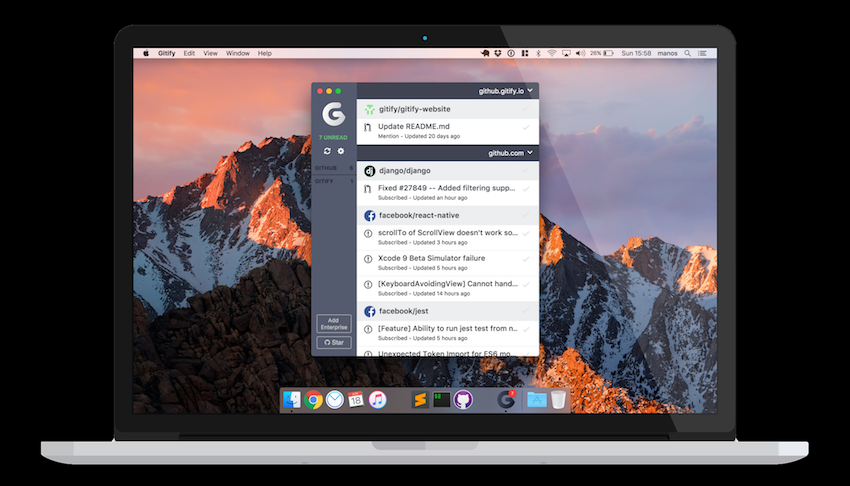 Gitify Edit View Window Help
26% Sun 15:58 manos
github.gitify.io
7 UNREAD
GITHUB 6
GITIFY 1
Add
Enterprise
Star
gitify/gitify-website
Update README.md
Mention - Updated 20 days ago
github.com
dj django/django
Fixed #27849 -- Added filtering supp...
Subscribed - Updated an hour ago
facebook/react-native
scrollTo of ScrollView doesn't work so...
Subscribed - Updated 3 hours ago
Xcode 9 Beta Simulator failure
Subscribed - Updated 5 hours ago
[KeyboardAvoidingView] Cannot hand...
Subscribed - Updated 14 hours ago
facebook/jest
[Feature] Ability to run jest test from n...
Subscribed - Updated 5 hours ago
Unexpected Token Import for ES6 mo...
18
7